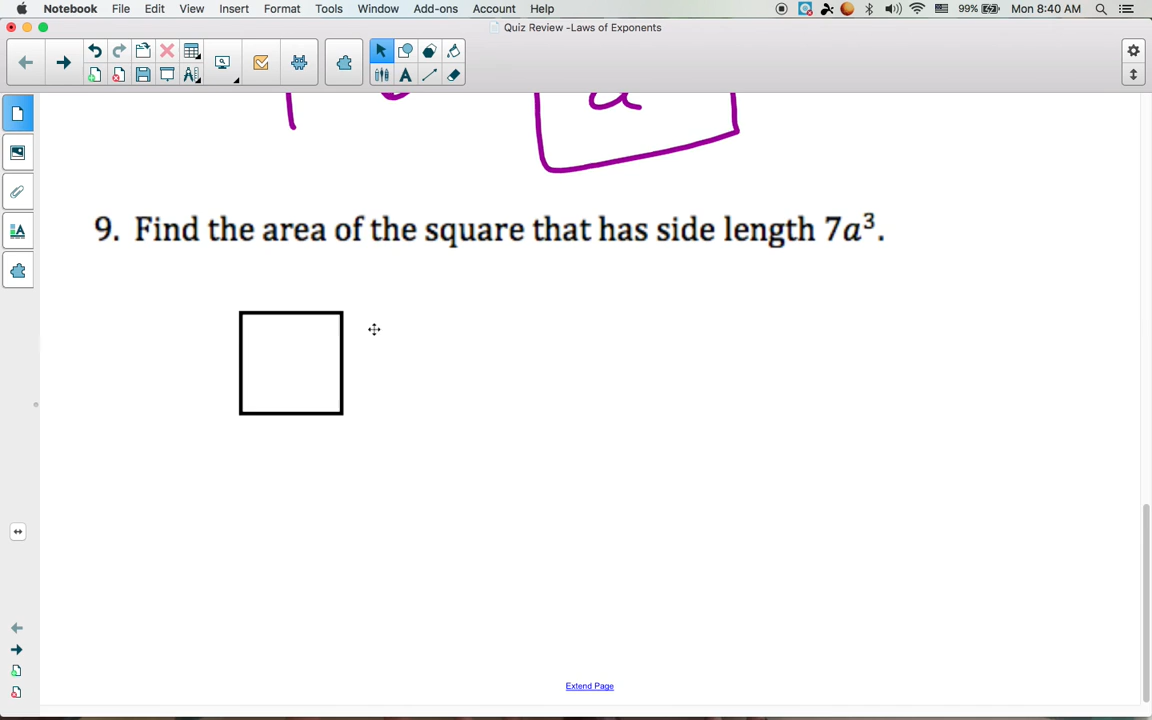 Notebook File Edit View Insert Format Tools Window Add-ons Account Help 99% Mon 8:40 AM
Quiz Review -Laws of Exponents
a
9. Find the area of the square that has side length 7a³.
Extend Page